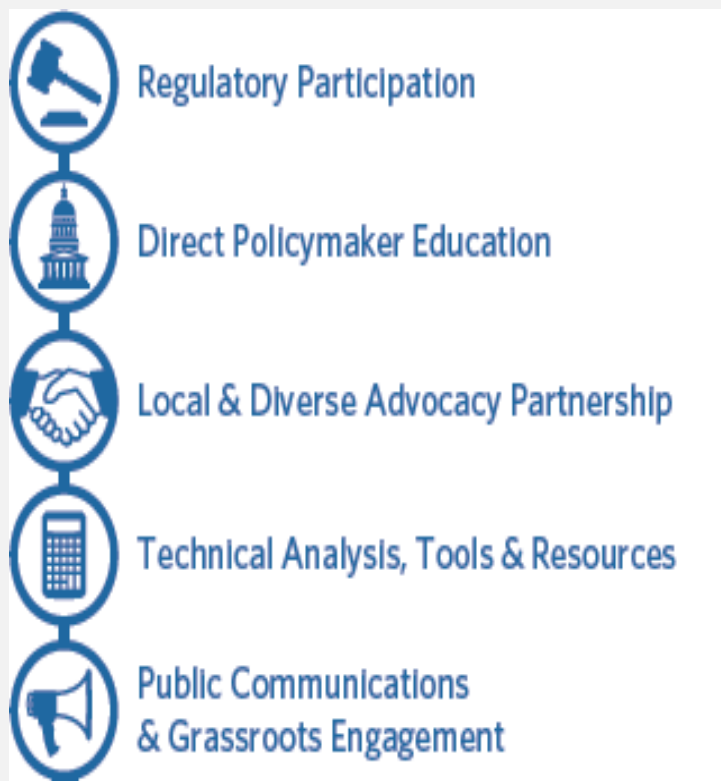 Regulatory Participation
Direct Policymaker Education
Local & Diverse Advocacy Partnership
Technical Analysis, Tools & Resources
Public Communications
& Grassroots Engagement